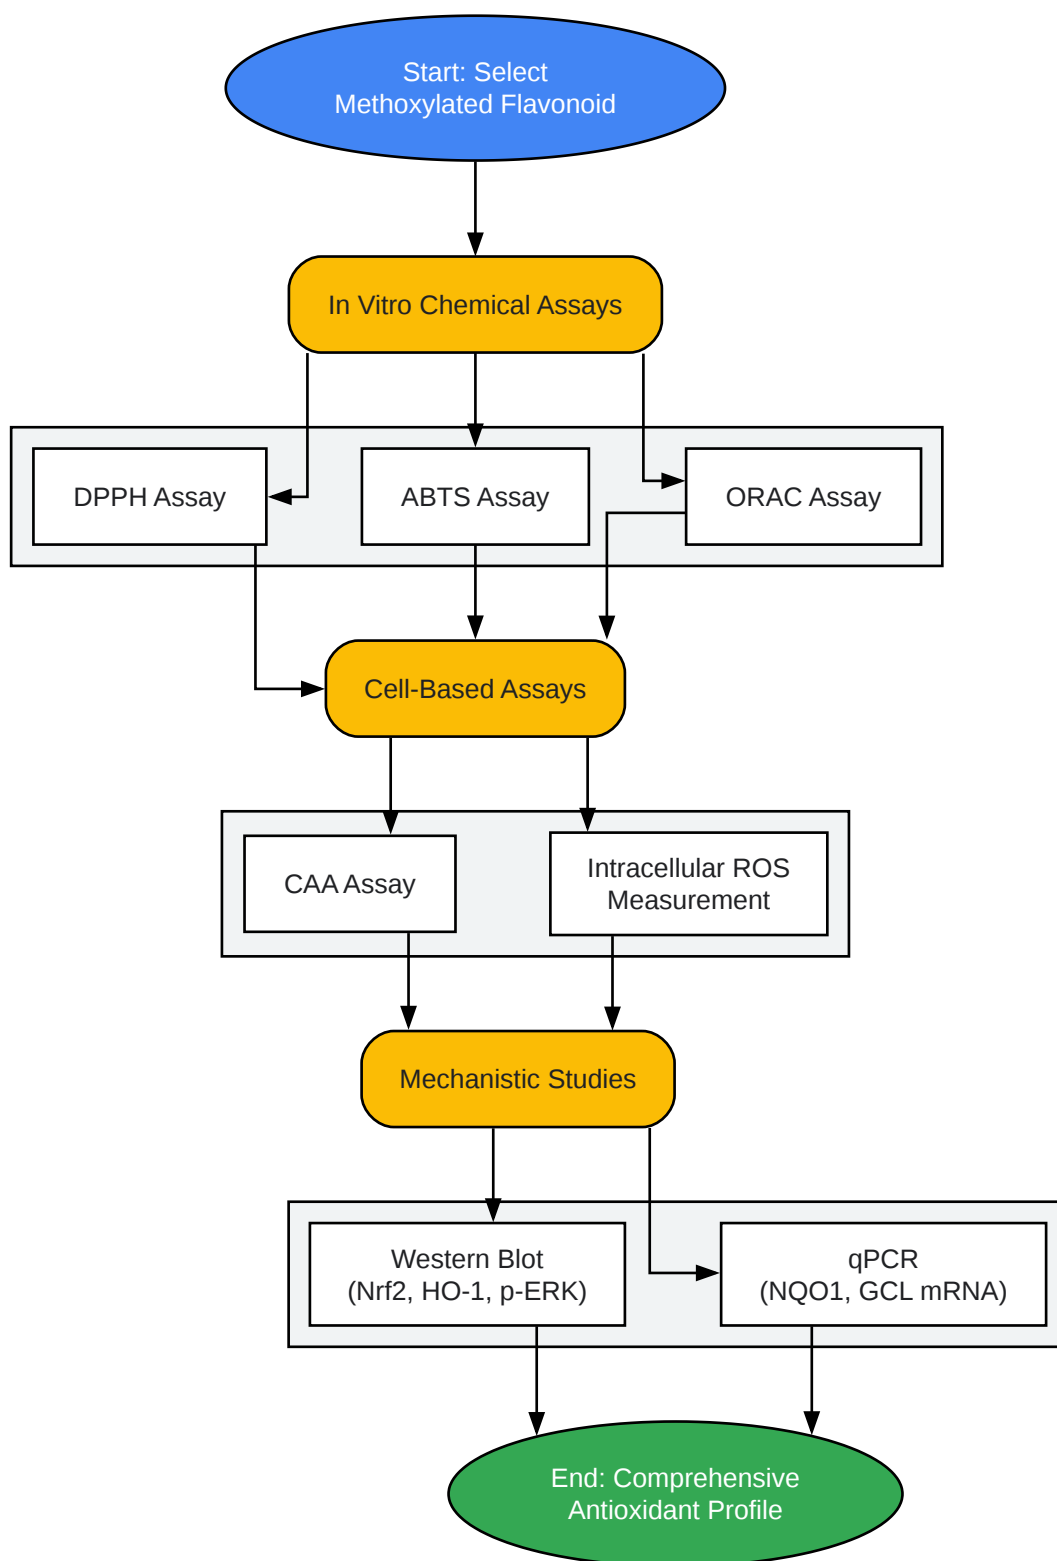 Start: Select
Methoxylated Flavonoid
In Vitro Chemical Assays
DPPH Assay
ABTS Assay
ORAC Assay
Cell-Based Assays
CAA Assay
Intracellular ROS
Measurement
Mechanistic Studies
Western Blot
(Nrf2, HO-1, p-ERK)
qPCR
(NQO1, GCL mRNA)
End: Comprehensive
Antioxidant Profile